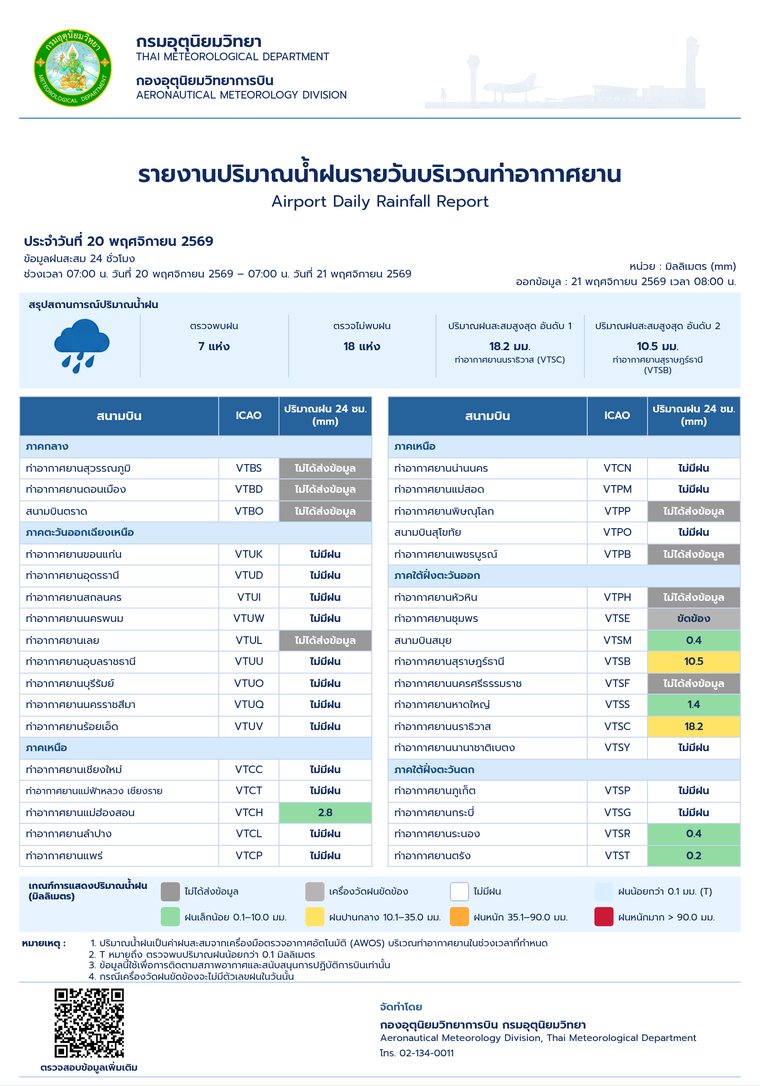 กรมอุตุนิยมวิทยา
METEOROLOGICAL DEPARTMENT
กรมอุตุนิยมวิทยา
THAI METEOROLOGICAL DEPARTMENT
กองอุตุนิยมวิทยาการบิน
AERONAUTICAL METEOROLOGY DIVISION
รายงานปริมาณน้ำฝนรายวันบริเวณท่าอากาศยาน
Airport Daily Rainfall Report
ประจำวันที่ 20 พฤศจิกายน 2569
ข้อมูลฝนสะสม 24 ชั่วโมง
ช่วงเวลา 07:00 น. วันที่ 20 พฤศจิกายน 2569 – 07:00 น. วันที่ 21 พฤศจิกายน 2569
หน่วย : มิลลิเมตร (mm)
ออกข้อมูล : 21 พฤศจิกายน 2569 เวลา 08:00 น.
สรุปสถานการณ์ปริมาณน้ำฝน
ตรวจพบฝน
7 แห่ง
ตรวจไม่พบฝน
18 แห่ง
ปริมาณฝนสะสมสูงสุด อันดับ 1
18.2 มม.
ท่าอากาศยานนราธิวาส (VTSC)
ปริมาณฝนสะสมสูงสุด อันดับ 2
10.5 มม.
ท่าอากาศยานสุราษฎร์ธานี
(VTSB)
สนามบิน ICAO ปริมาณฝน 24 ชม.
(mm)
ภาคกลาง
ท่าอากาศยานสุวรรณภูมิ VTBS ไม่ได้ส่งข้อมูล
ท่าอากาศยานดอนเมือง VTBD ไม่ได้ส่งข้อมูล
สนามบินตราด VTBO ไม่ได้ส่งข้อมูล
ภาคตะวันออกเฉียงเหนือ
ท่าอากาศยานขอนแก่น VTUK ไม่มีฝน
ท่าอากาศยานอุดรธานี VTUD ไม่มีฝน
ท่าอากาศยานสกลนคร VTUI ไม่มีฝน
ท่าอากาศยานนครพนม VTUW ไม่มีฝน
ท่าอากาศยานเลย VTUL ไม่ได้ส่งข้อมูล
ท่าอากาศยานอุบลราชธานี VTUU ไม่มีฝน
ท่าอากาศยานบุรีรัมย์ VTUO ไม่มีฝน
ท่าอากาศยานนครราชสีมา VTUQ ไม่มีฝน
ท่าอากาศยานร้อยเอ็ด VTUV ไม่มีฝน
ภาคเหนือ
ท่าอากาศยานเชียงใหม่ VTCC ไม่มีฝน
ท่าอากาศยานแม่ฟ้าหลวง เชียงราย VTCT ไม่มีฝน
ท่าอากาศยานแม่ฮ่องสอน VTCH 2.8
ท่าอากาศยานลำปาง VTCL ไม่มีฝน
ท่าอากาศยานแพร่ VTCP ไม่มีฝน
สนามบิน ICAO ปริมาณฝน 24 ชม.
(mm)
ภาคเหนือ
ท่าอากาศยานน่านนคร VTCN ไม่มีฝน
ท่าอากาศยานแม่สอด VTPM ไม่มีฝน
ท่าอากาศยานพิษณุโลก VTPP ไม่ได้ส่งข้อมูล
สนามบินสุโขทัย VTPO ไม่มีฝน
ท่าอากาศยานเพชรบูรณ์ VTPB ไม่ได้ส่งข้อมูล
ภาคใต้ฝั่งตะวันออก
ท่าอากาศยานหัวหิน VTPH ไม่ได้ส่งข้อมูล
ท่าอากาศยานชุมพร VTSE ขัดข้อง
สนามบินสมุย VTSM 0.4
ท่าอากาศยานสุราษฎร์ธานี VTSB 10.5
ท่าอากาศยานนครศรีธรรมราช VTSF ไม่ได้ส่งข้อมูล
ท่าอากาศยานหาดใหญ่ VTSS 1.4
ท่าอากาศยานนราธิวาส VTSC 18.2
ท่าอากาศยานนานาชาติเบตง VTSY ไม่มีฝน
ภาคใต้ฝั่งตะวันตก
ท่าอากาศยานภูเก็ต VTSP ไม่มีฝน
ท่าอากาศยานกระบี่ VTSG ไม่มีฝน
ท่าอากาศยานระนอง VTSR 0.4
ท่าอากาศยานตรัง VTST 0.2
เกณฑ์การแสดงปริมาณน้ำฝน
(มิลลิเมตร)
ไม่ได้ส่งข้อมูล เครื่องวัดฝนขัดข้อง ไม่มีฝน ฝนน้อยกว่า 0.1 มม. (T)
ฝนเล็กน้อย 0.1–10.0 มม. ฝนปานกลาง 10.1–35.0 มม. ฝนหนัก 35.1–90.0 มม. ฝนหนักมาก > 90.0 มม.
หมายเหตุ : 1. ปริมาณน้ำฝนเป็นค่าฝนสะสมจากเครื่องมือตรวจอากาศอัตโนมัติ (AWOS) บริเวณท่าอากาศยานในช่วงเวลาที่กำหนด
2. T หมายถึง ตรวจพบปริมาณฝนน้อยกว่า 0.1 มิลลิเมตร
3. ข้อมูลนี้ใช้เพื่อการติดตามสภาพอากาศและสนับสนุนการปฏิบัติการบินเท่านั้น
4. กรณีเครื่องวัดฝนขัดข้องจะไม่มีตัวเลขฝนในวันนั้น
ตรวจสอบข้อมูลเพิ่มเติม
จัดทำโดย
กองอุตุนิยมวิทยาการบิน กรมอุตุนิยมวิทยา
Aeronautical Meteorology Division, Thai Meteorological Department
โทร. 02-134-0011